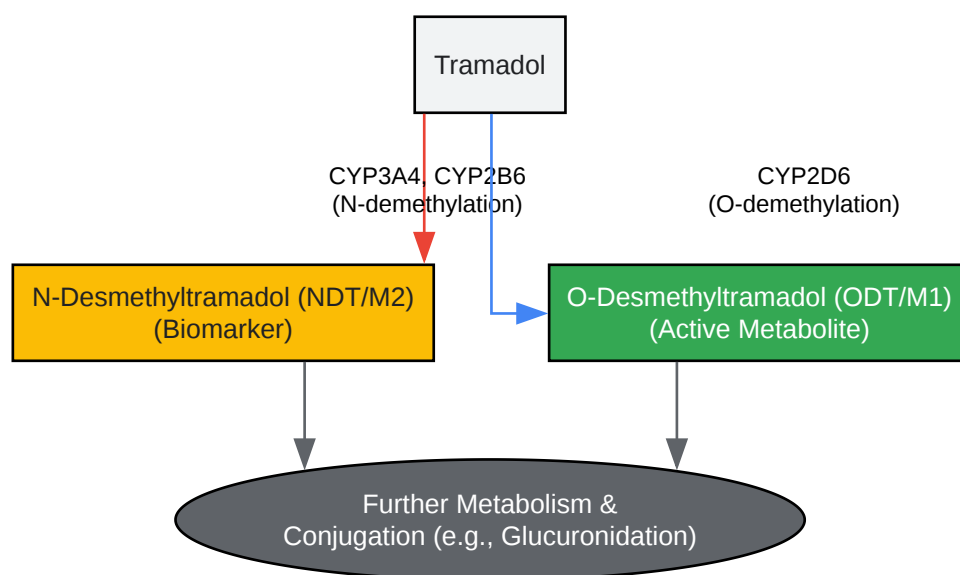 Tramadol
CYP3A4, CYP2B6
(N-demethylation)
CYP2D6
(O-demethylation)
N-Desmethyltramadol (NDT/M2)
(Biomarker)
O-Desmethyltramadol (ODT/M1)
(Active Metabolite)
Further Metabolism &
Conjugation (e.g., Glucuronidation)